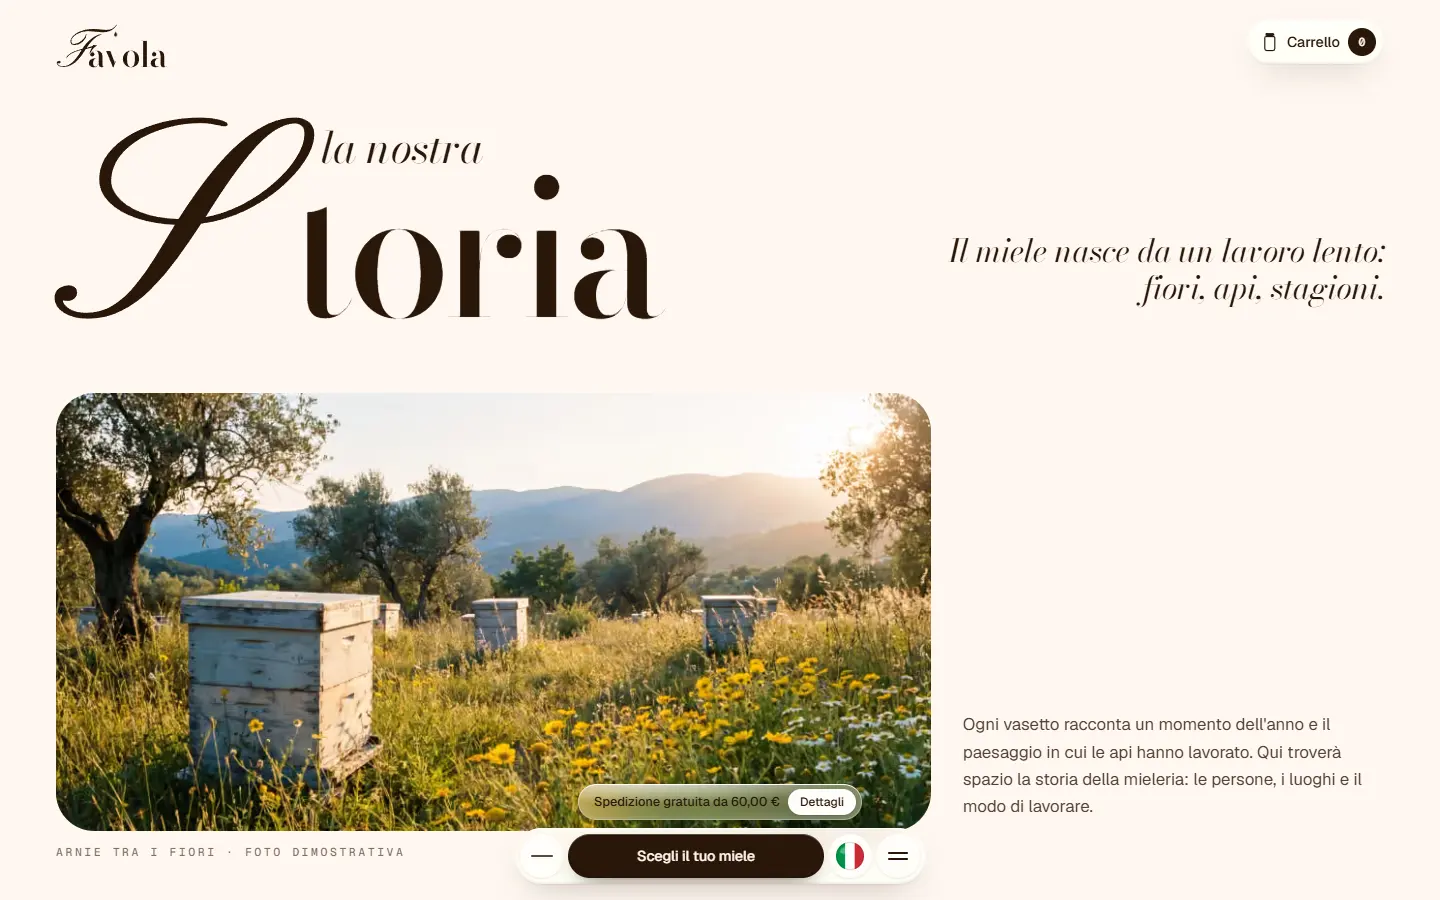 Favola
Carrello 0
la nostra
Storia
Il miele nasce da un lavoro lento:
fiori, api, stagioni.
Ogni vasetto racconta un momento dell'anno e il
paesaggio in cui le api hanno lavorato. Qui troverà
spazio la storia della mieleria: le persone, i luoghi e il
modo di lavorare.
Spedizione gratuita da 60,00 € Dettagli
ARNIE TRA I FIORI · FOTO DIMOSTRATIVA
Scegli il tuo miele